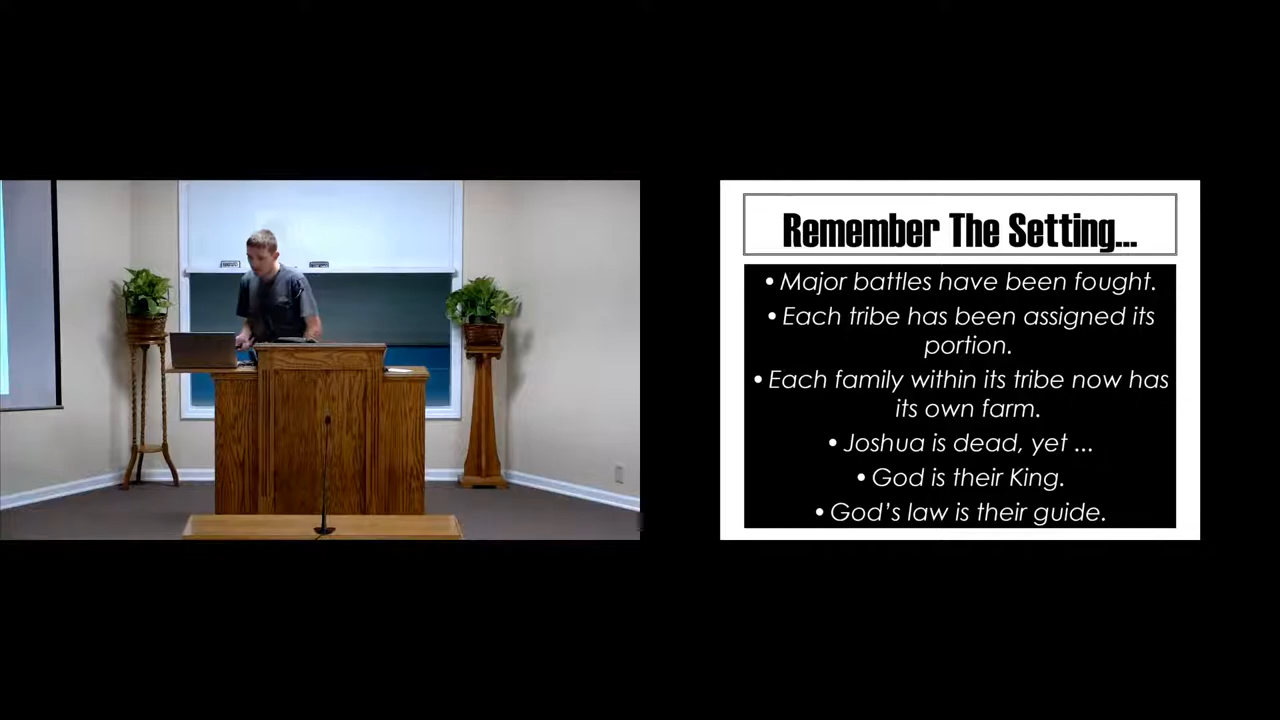 Remember The Setting...
• Major battles have been fought.
• Each tribe has been assigned its
portion.
• Each family within its tribe now has
its own farm.
• Joshua is dead, yet ...
• God is their King.
• God’s law is their guide.